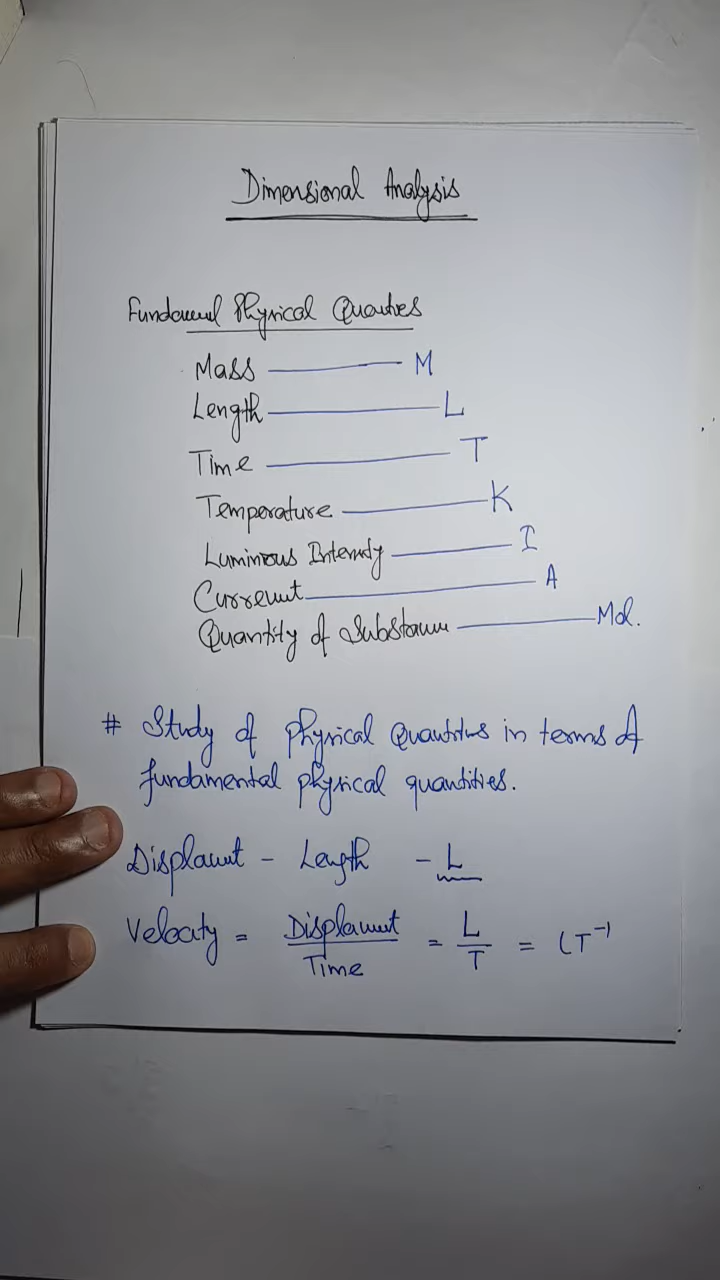 Dimensional Analysis
Fundamental Physical Quantities
Mass — M
Length — L
Time — T
Temperature — K
Luminous Intensity — I
Current — A
Quantity of Substance — Mol.
# Study of physical Quantities in terms of
fundamental physical quantities.
Displacement - Length - L
Velocity = Displacement / Time = L / T = LT⁻¹